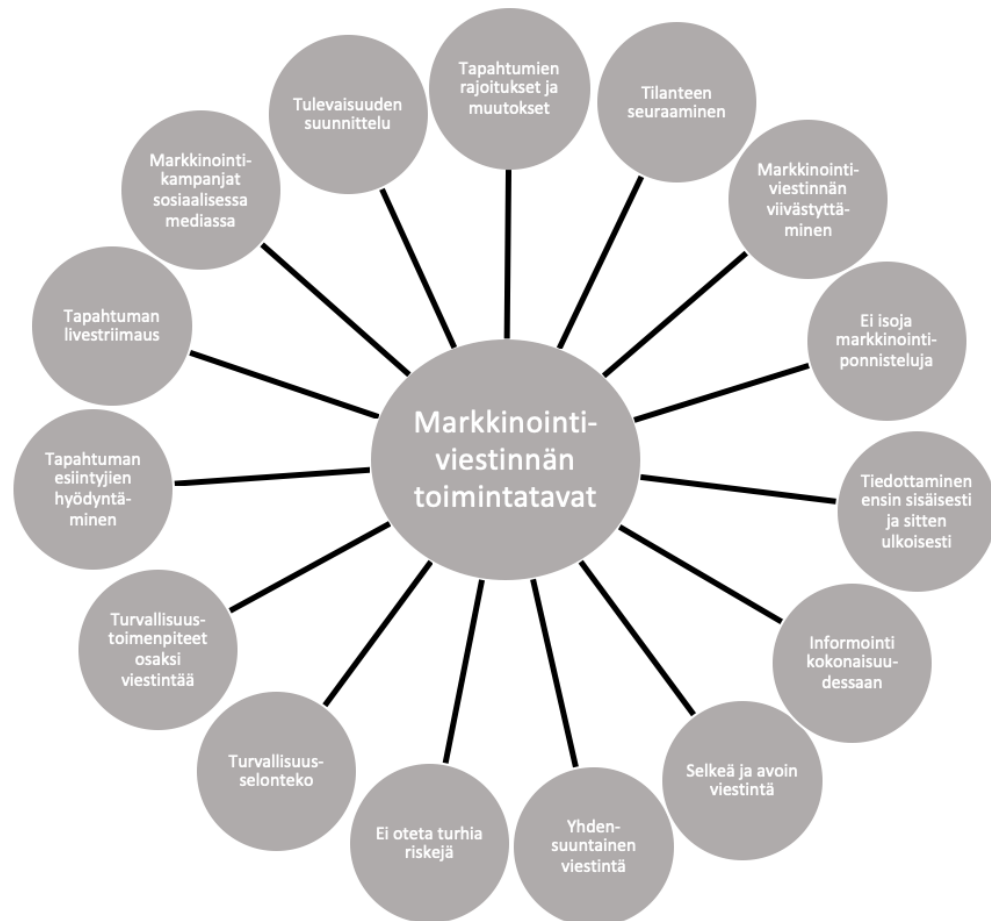 Tapahtumien
rajoitukset ja
muutokset
Tilanteen
seuraaminen
Markkinointi-
viestinnän
viivästyttä-
minen
Ei isoja
markkinointi-
ponnisteluja
Tiedottaminen
ensin sisäisesti
ja sitten
ulkoisesti
Informointi
kokonaisuu-
dessaan
Selkeä ja avoin
viestintä
Yhden-
suuntainen
viestintä
Ei oteta turhia
riskejä
Turvallisuus-
selonteko
Turvallisuus-
toimenpiteet
osaksi
viestintää
Tapahtuman
esiintyjien
hyödyntä-
minen
Tapahtuman
livestriimaus
Markkinointi-
kampanjat
sosiaalisessa
mediassa
Tulevaisuuden
suunnittelu
Markkinointi-
viestinnän
toimintatavat